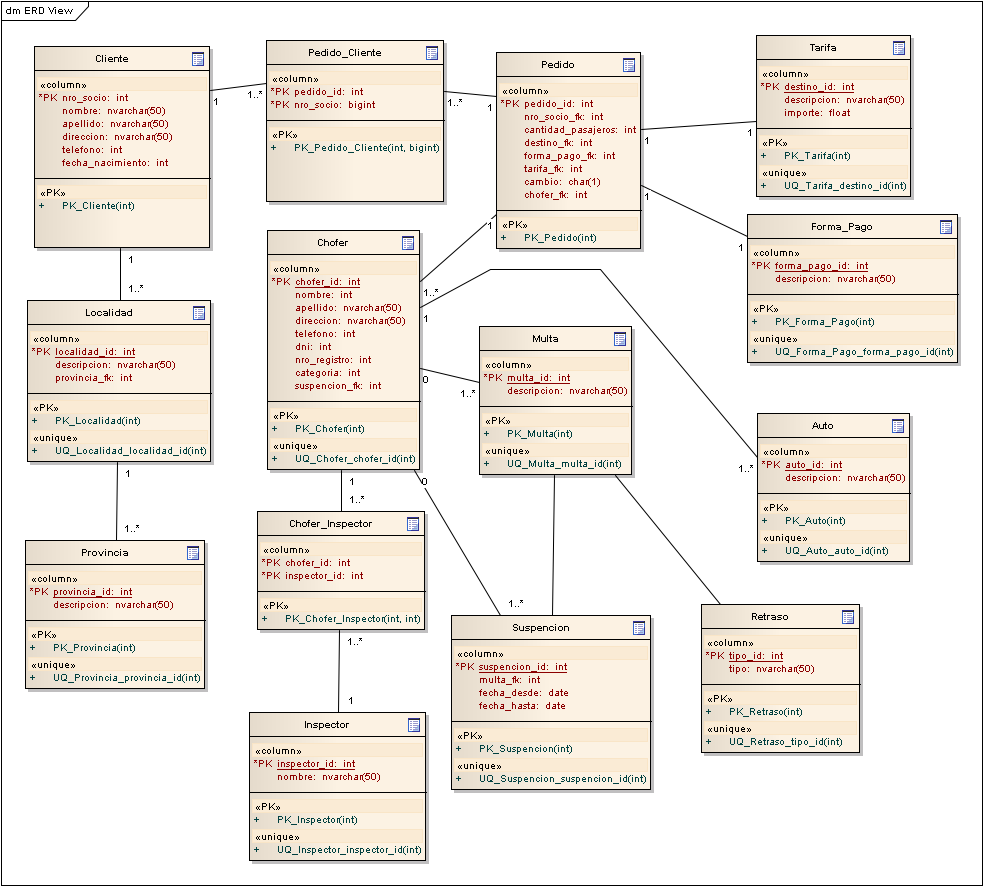 dm ERD View
Cliente
«column»
*PK nro_socio: int
nombre: nvarchar(50)
apellido: nvarchar(50)
direccion: nvarchar(50)
telefono: int
fecha_nacimiento: int
«PK»
+ PK_Cliente(int)
1
1..*
Pedido_Cliente
«column»
*PK pedido_id: int
*PK nro_socio: bigint
«PK»
+ PK_Pedido_Cliente(int, bigint)
1..*
1
Pedido
«column»
*PK pedido_id: int
nro_socio_fk: int
cantidad_pasajeros: int
destino_fk: int
forma_pago_fk: int
tarifa_fk: int
cambio: char(1)
chofer_fk: int
«PK»
+ PK_Pedido(int)
1
1
Tarifa
«column»
*PK destino_id: int
descripcion: nvarchar(50)
importe: float
«PK»
+ PK_Tarifa(int)
«unique»
+ UQ_Tarifa_destino_id(int)
1
1
Forma_Pago
«column»
*PK forma_pago_id: int
descripcion: nvarchar(50)
«PK»
+ PK_Forma_Pago(int)
«unique»
+ UQ_Forma_Pago_forma_pago_id(int)
1
1..*
Chofer
«column»
*PK chofer_id: int
nombre: int
apellido: nvarchar(50)
direccion: nvarchar(50)
telefono: int
dni: int
nro_registro: int
categoria: int
suspencion_fk: int
«PK»
+ PK_Chofer(int)
«unique»
+ UQ_Chofer_chofer_id(int)
1
1..*
Localidad
«column»
*PK localidad_id: int
descripcion: nvarchar(50)
provincia_fk: int
«PK»
+ PK_Localidad(int)
«unique»
+ UQ_Localidad_localidad_id(int)
1
1..*
0
1..*
Multa
«column»
*PK multa_id: int
descripcion: nvarchar(50)
«PK»
+ PK_Multa(int)
«unique»
+ UQ_Multa_multa_id(int)
1..*
Auto
«column»
*PK auto_id: int
descripcion: nvarchar(50)
«PK»
+ PK_Auto(int)
«unique»
+ UQ_Auto_auto_id(int)
1
1..*
0
Chofer_Inspector
«column»
*PK chofer_id: int
*PK inspector_id: int
«PK»
+ PK_Chofer_Inspector(int, int)
1..*
1
Provincia
«column»
*PK provincia_id: int
descripcion: nvarchar(50)
«PK»
+ PK_Provincia(int)
«unique»
+ UQ_Provincia_provincia_id(int)
Suspencion
«column»
*PK suspencion_id: int
multa_fk: int
fecha_desde: date
fecha_hasta: date
«PK»
+ PK_Suspencion(int)
«unique»
+ UQ_Suspencion_suspencion_id(int)
Retraso
«column»
*PK tipo_id: int
tipo: nvarchar(50)
«PK»
+ PK_Retraso(int)
«unique»
+ UQ_Retraso_tipo_id(int)
Inspector
«column»
*PK inspector_id: int
nombre: nvarchar(50)
«PK»
+ PK_Inspector(int)
«unique»
+ UQ_Inspector_inspector_id(int)